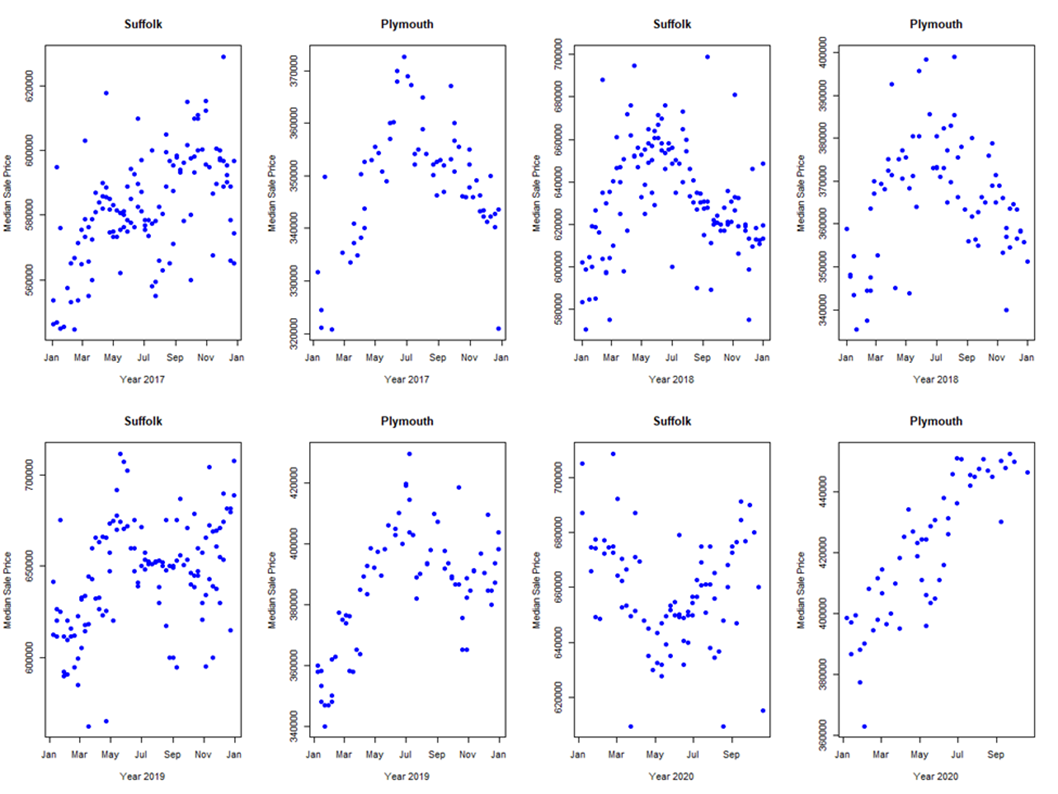 Suffolk
Plymouth
Suffolk
Plymouth
Median Sale Price
560000 580000 600000 620000
Jan Mar May Jul Sep Nov Jan
Year 2017
Median Sale Price
320000 330000 340000 350000 360000 370000
Jan Mar May Jul Sep Nov Jan
Year 2017
Median Sale Price
580000 600000 620000 640000 660000 680000 700000
Jan Mar May Jul Sep Nov Jan
Year 2018
Median Sale Price
340000 350000 360000 370000 380000 390000 400000
Jan Mar May Jul Sep Nov Jan
Year 2018
Suffolk
Plymouth
Suffolk
Plymouth
Median Sale Price
600000 650000 700000
Jan Mar May Jul Sep Nov Jan
Year 2019
Median Sale Price
340000 360000 380000 400000 420000
Jan Mar May Jul Sep Nov Jan
Year 2019
Median Sale Price
620000 640000 660000 680000 700000
Jan Mar May Jul Sep
Year 2020
Median Sale Price
360000 380000 400000 420000 440000
Jan Mar May Jul Sep
Year 2020